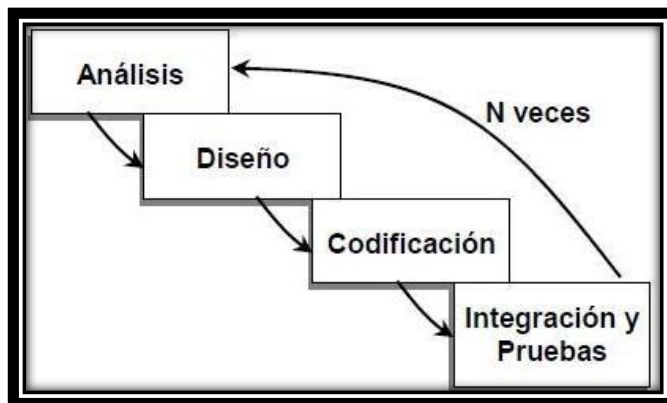 Análisis
N veces
Diseño
Codificación
Integración y
Pruebas